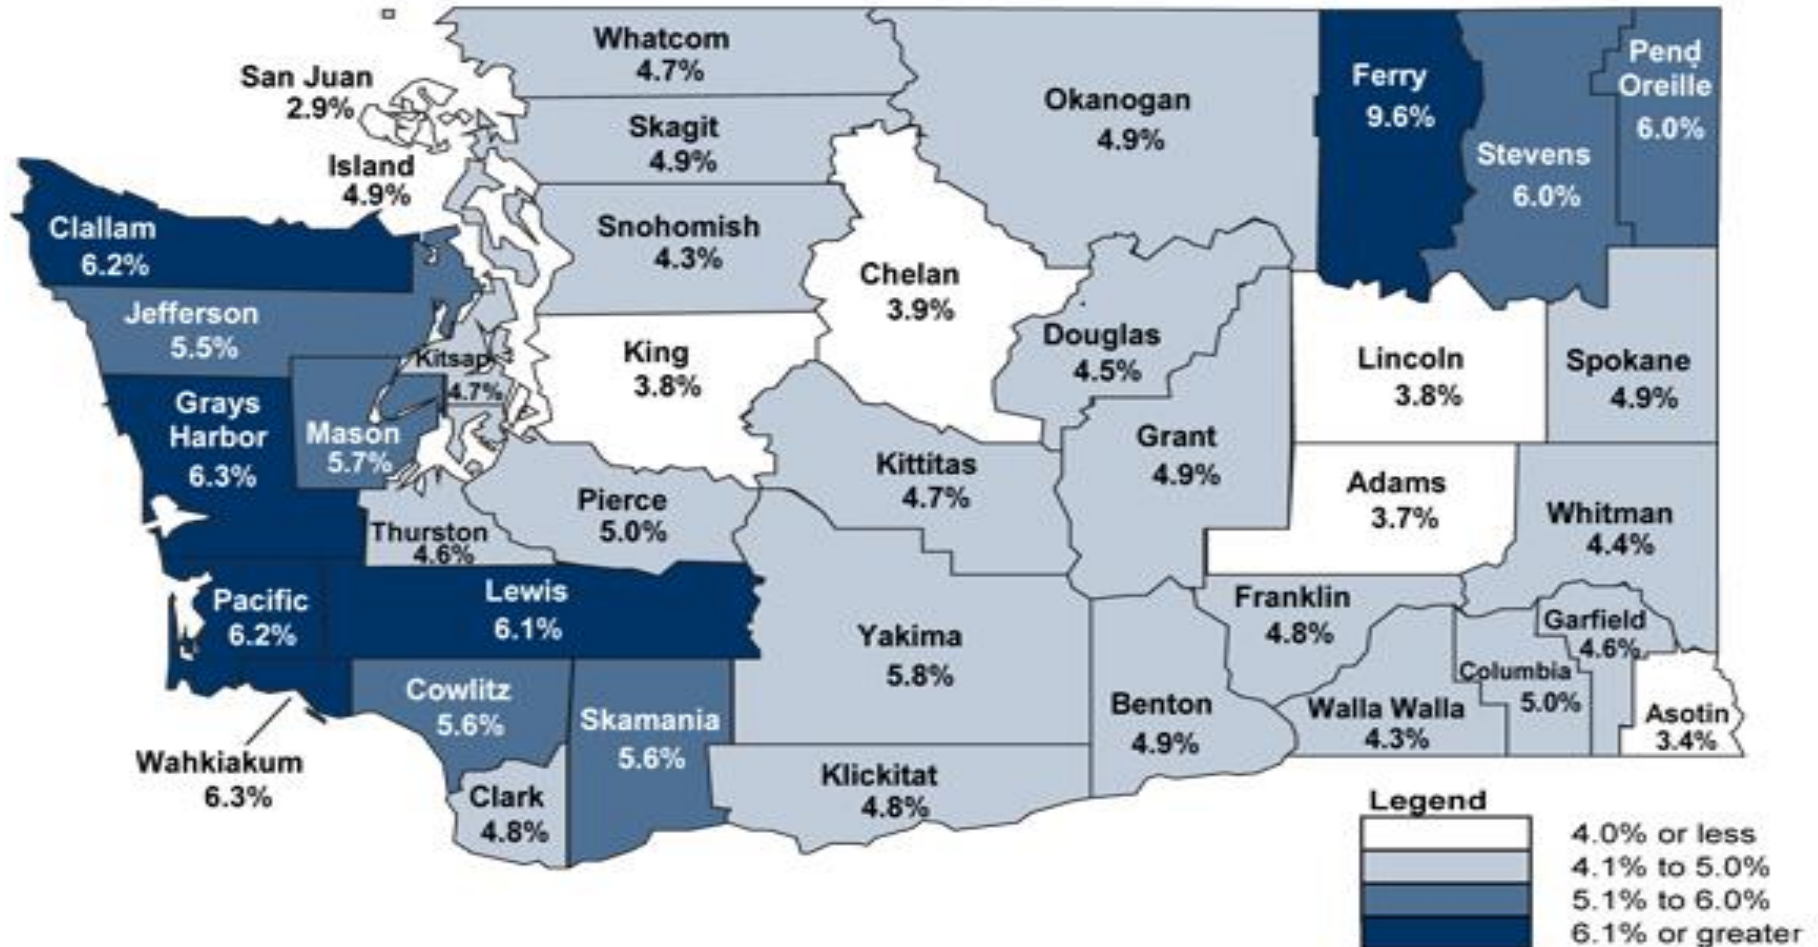 Whatcom
4.7%
San Juan
2.9%
Skagit
4.9%
Island
4.9%
Okanogan
4.9%
Ferry
9.6%
Stevens
6.0%
Pend
Oreille
6.0%
Clallam
6.2%
Snohomish
4.3%
Chelan
3.9%
Jefferson
5.5%
Kitsap
4.7%
King
3.8%
Douglas
4.5%
Lincoln
3.8%
Spokane
4.9%
Grays
Harbor
6.3%
Mason
5.7%
Kittitas
4.7%
Grant
4.9%
Adams
3.7%
Whitman
4.4%
Thurston
4.6%
Pierce
5.0%
Pacific
6.2%
Lewis
6.1%
Yakima
5.8%
Franklin
4.8%
Garfield
4.6%
Columbia
5.0%
Cowlitz
5.6%
Skamania
5.6%
Benton
4.9%
Walla Walla
4.3%
Asotin
3.4%
Wahkiakum
6.3%
Clark
4.8%
Klickitat
4.8%
Legend
4.0% or less
4.1% to 5.0%
5.1% to 6.0%
6.1% or greater